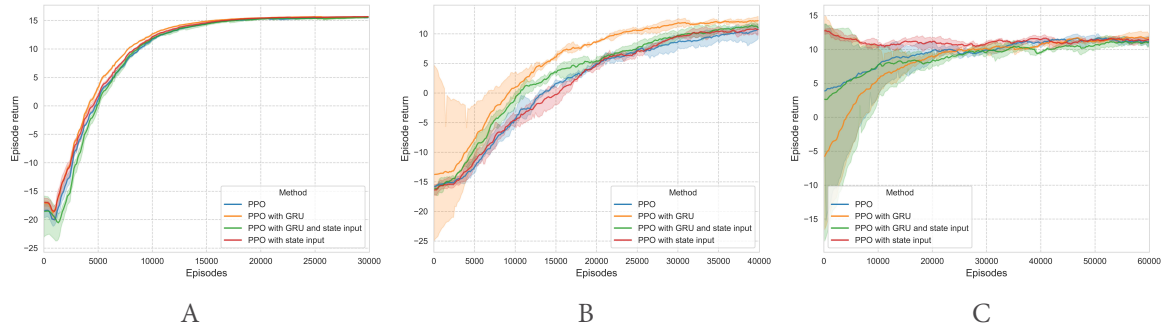 15
10
5
0
−5
−10
−15
−20
−25
Episode return
0 5000 10000 15000 20000 25000 30000
Episodes
Method
PPO
PPO with GRU
PPO with GRU and state input
PPO with state input
A
10
5
0
−5
−10
−15
−20
−25
Episode return
0 5000 10000 15000 20000 25000 30000 35000 40000
Episodes
Method
PPO
PPO with GRU
PPO with GRU and state input
PPO with state input
B
15
10
5
0
−5
−10
−15
Episode return
0 10000 20000 30000 40000 50000 60000
Episodes
Method
PPO
PPO with GRU
PPO with GRU and state input
PPO with state input
C